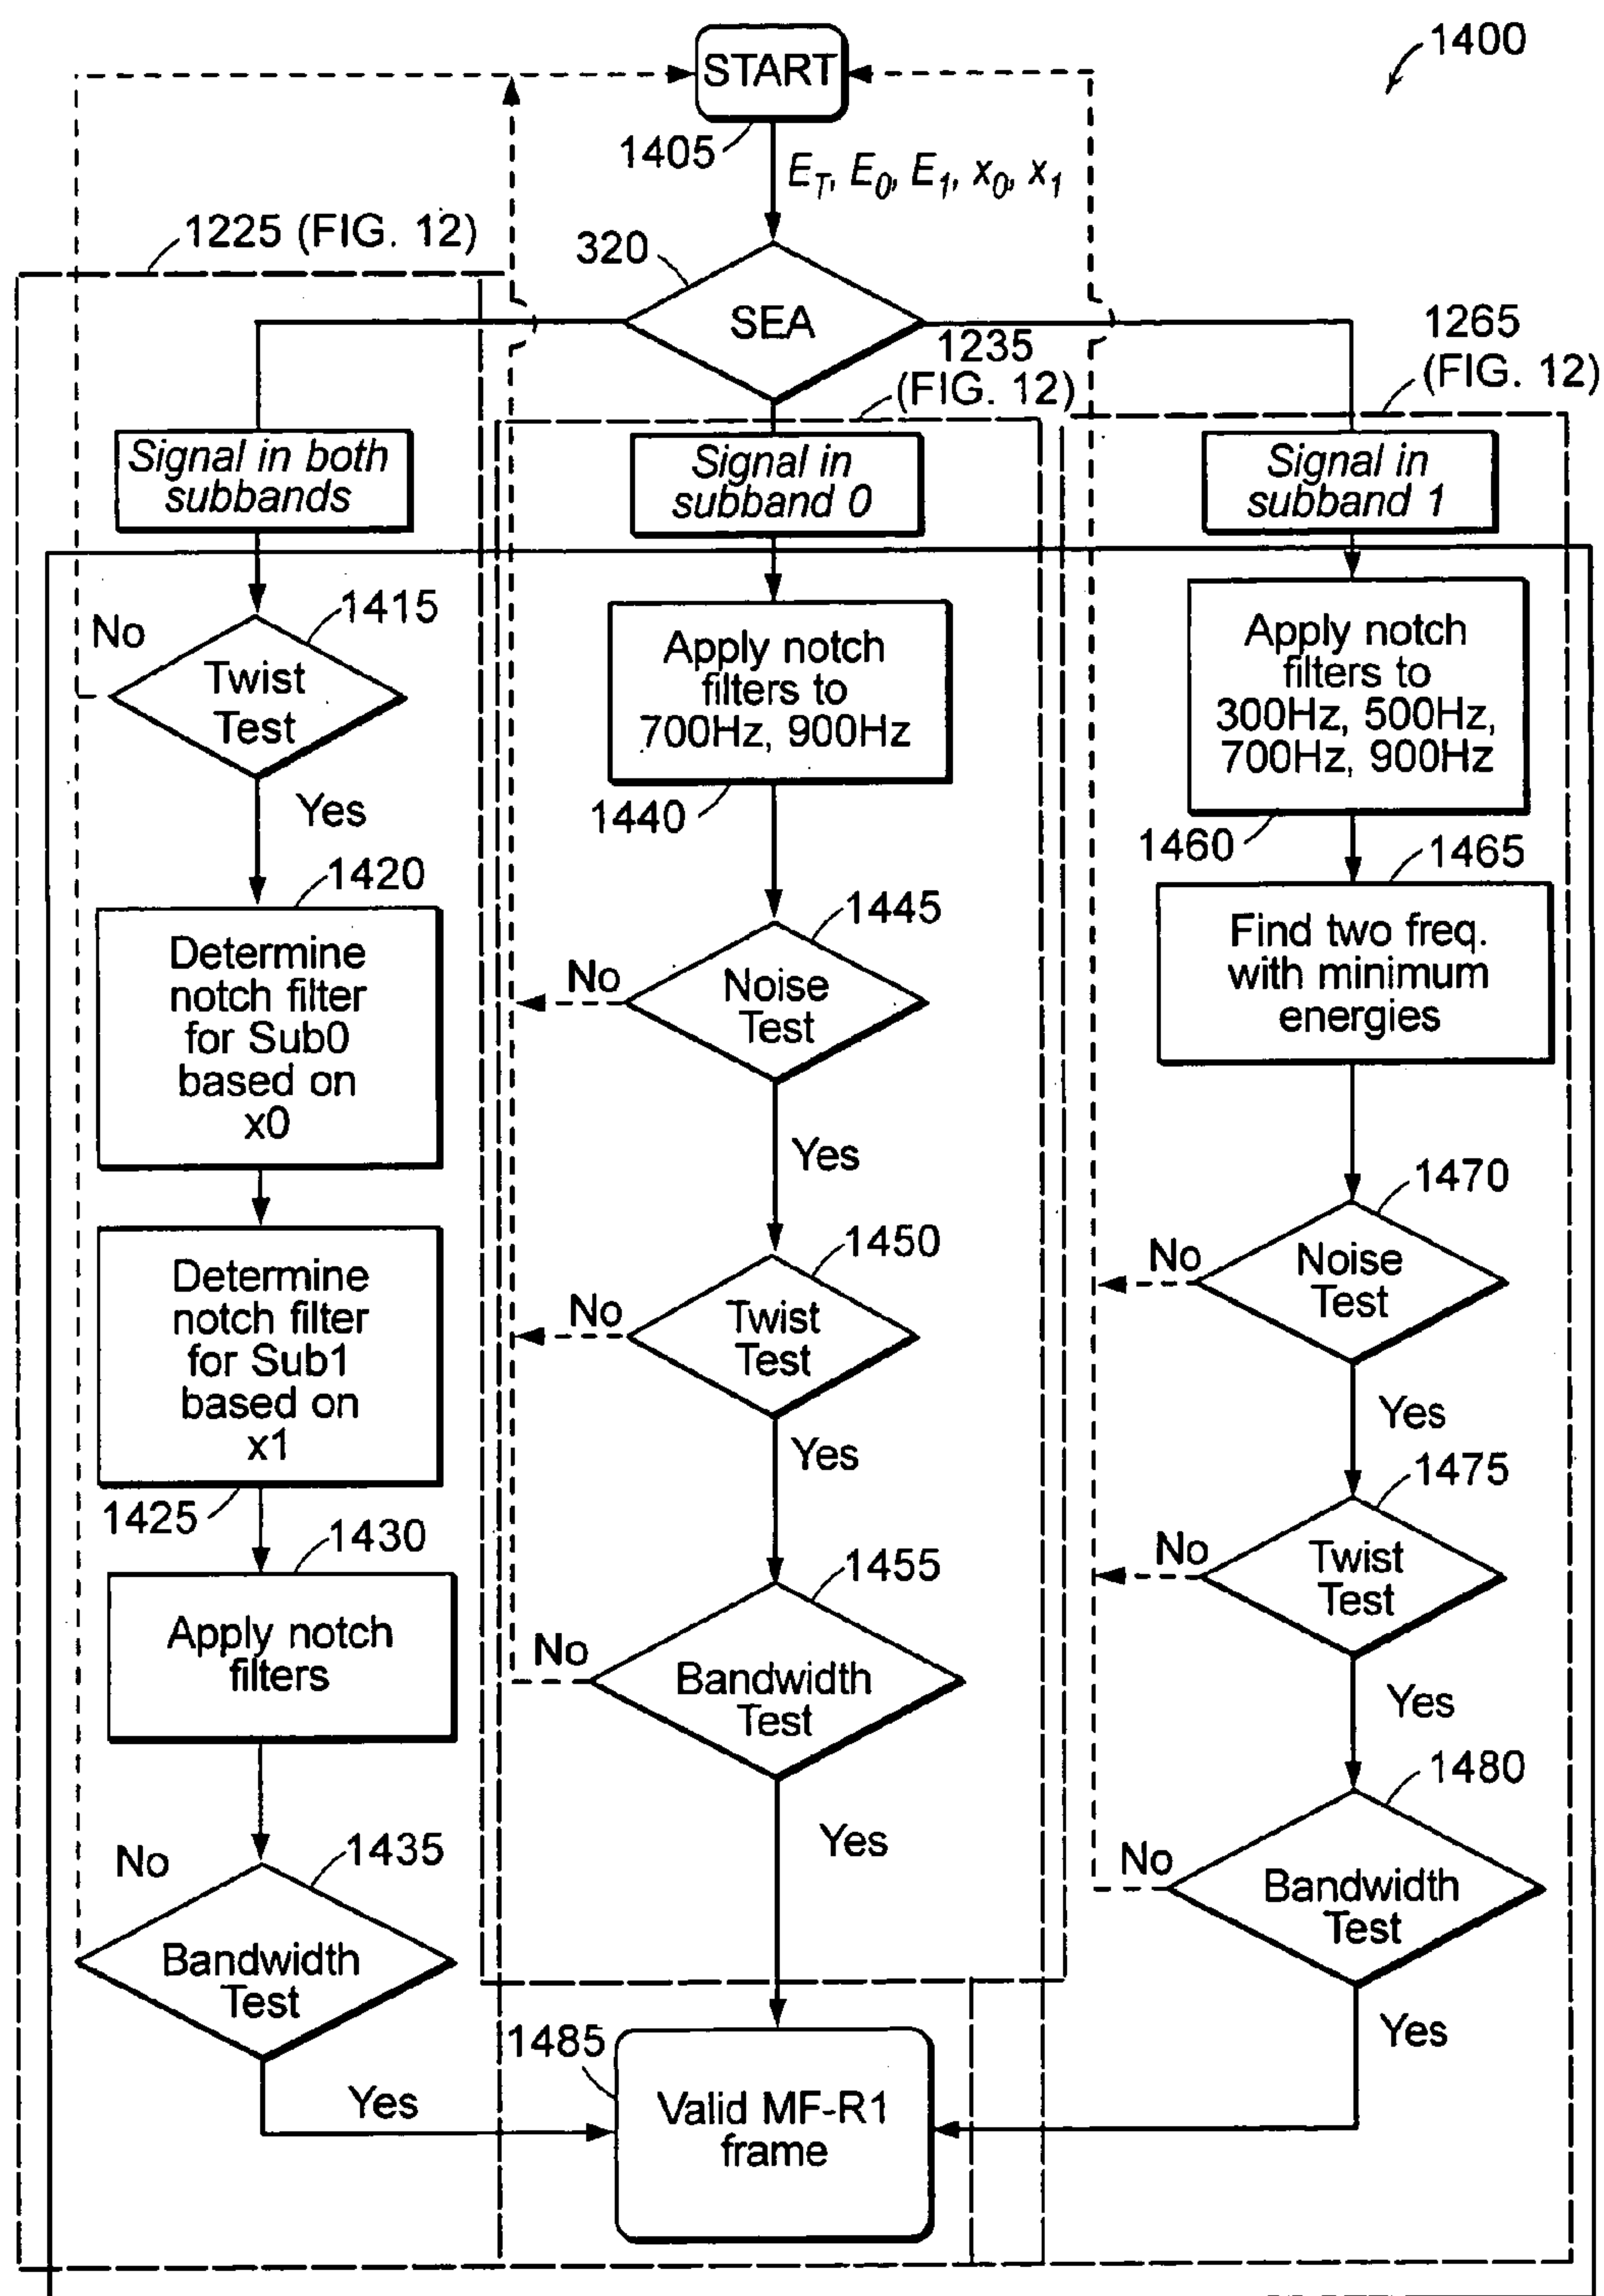 1400
START
1405
E_T, E_0, E_1, x_0, x_1
1225 (FIG. 12)
320
SEA
1235
(FIG. 12)
1265
(FIG. 12)
Signal in both
subbands
Signal in
subband 0
Signal in
subband 1
No
1415
Twist
Test
Yes
1420
Determine
notch filter
for Sub0
based on
x0
Determine
notch filter
for Sub1
based on
x1
1425
1430
Apply notch
filters
No
1435
Bandwidth
Test
Yes
Apply notch
filters to
700Hz, 900Hz
1440
1445
No
Noise
Test
Yes
1450
No
Twist
Test
Yes
1455
No
Bandwidth
Test
Yes
Apply notch
filters to
300Hz, 500Hz,
700Hz, 900Hz
1460
1465
Find two freq.
with minimum
energies
1470
No
Noise
Test
Yes
1475
No
Twist
Test
Yes
1480
No
Bandwidth
Test
Yes
1485
Valid MF-R1
frame